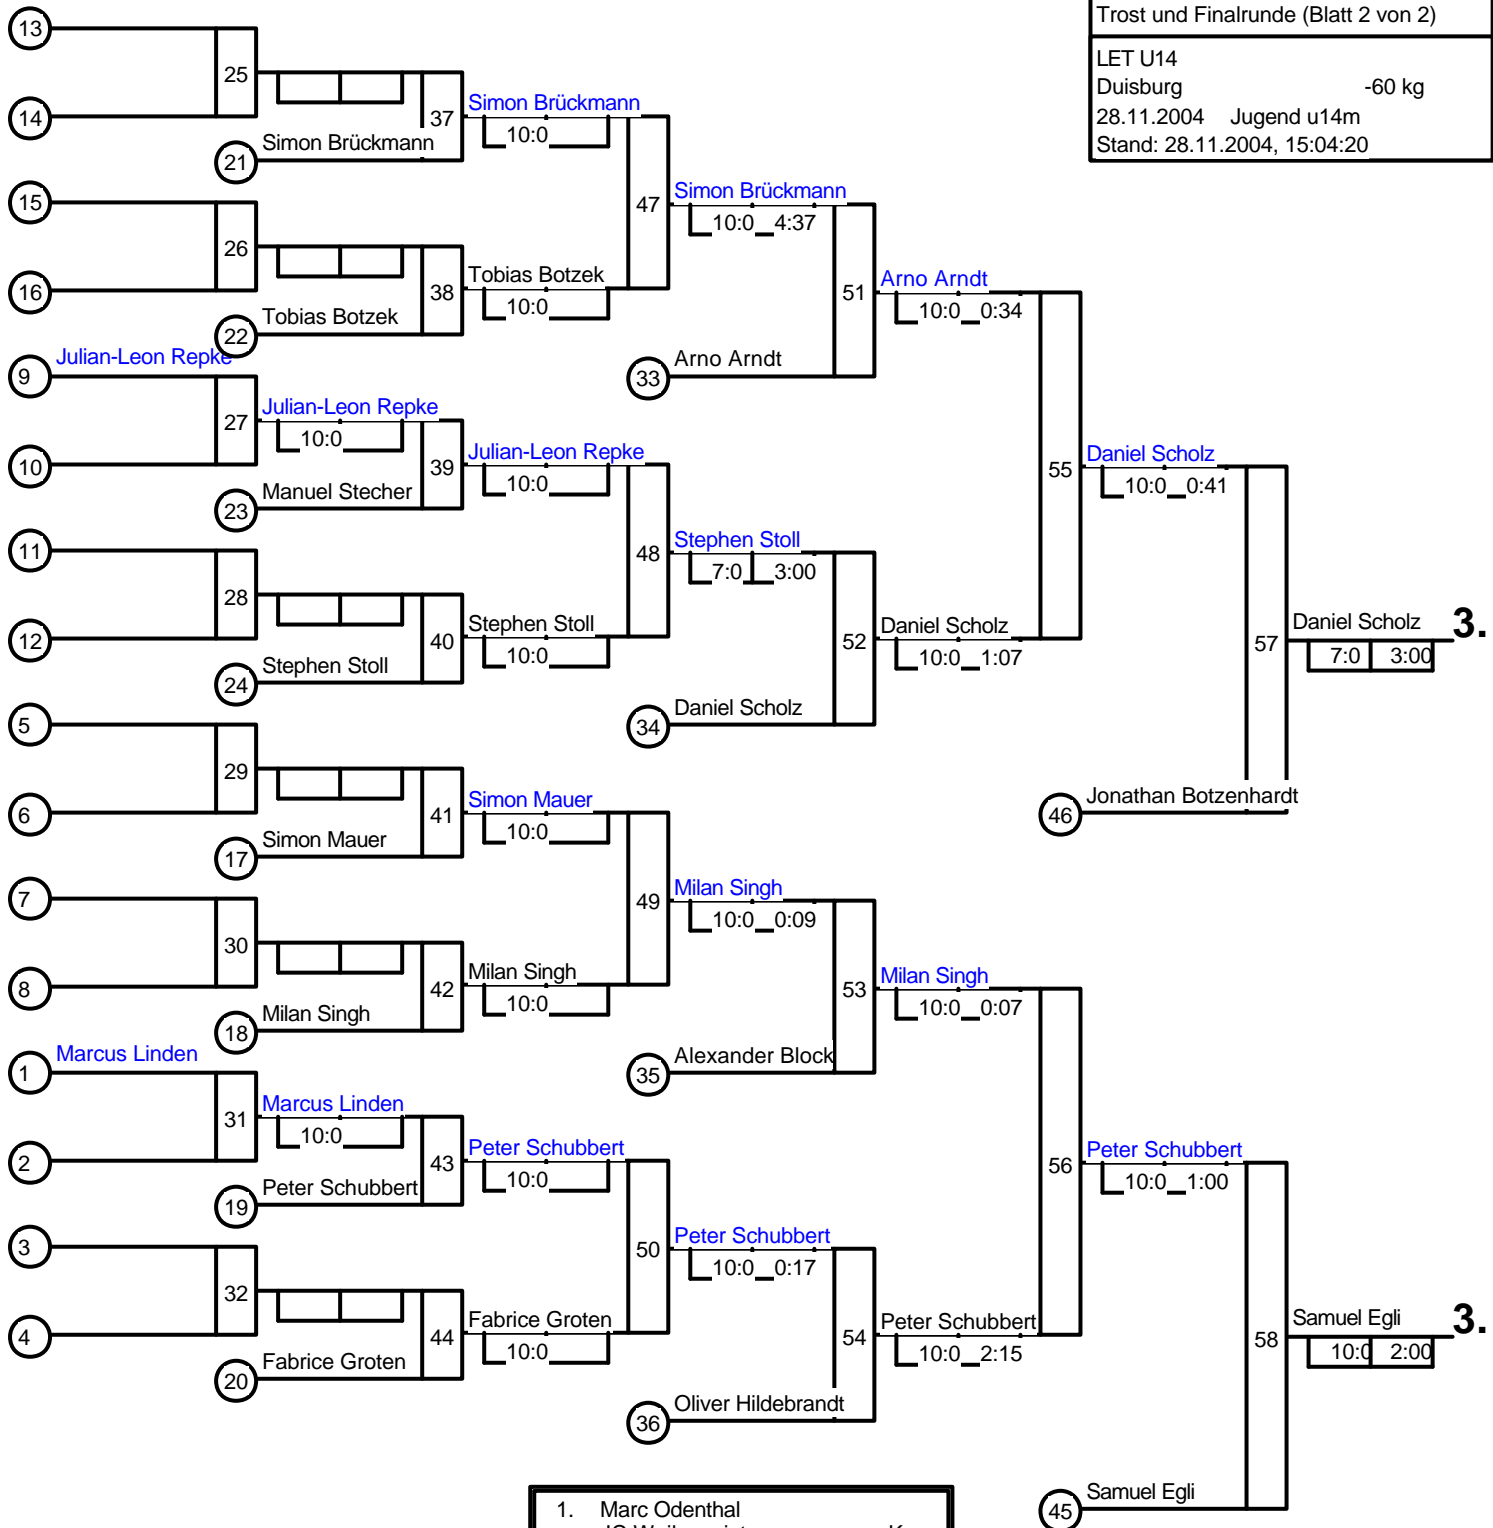 Trost und Finalrunde (Blatt 2 von 2)
LET U14
Duisburg -60 kg
28.11.2004 Jugend u14m
Stand: 28.11.2004, 15:04:20
13
25
14
37
Simon Brückmann
10:0
21 Simon Brückmann
15
26
16
38
Tobias Botzek
10:0
22 Tobias Botzek
47
Simon Brückmann
10:0 4:37
51
Arno Arndt
10:0 0:34
33 Arno Arndt
9 Julian-Leon Repke
27
Julian-Leon Repke
10:0
10
39
Julian-Leon Repke
10:0
23 Manuel Stecher
11
28
12
40
Stephen Stoll
10:0
24 Stephen Stoll
48
Stephen Stoll
7:0 3:00
52
Daniel Scholz
10:0 1:07
34 Daniel Scholz
55
Daniel Scholz
10:0 0:41
57
Daniel Scholz 3.
7:0 3:00
46 Jonathan Botzenhardt
5
29
6
41
Simon Mauer
10:0
17 Simon Mauer
7
30
8
42
Milan Singh
10:0
18 Milan Singh
49
Milan Singh
10:0 0:09
53
Milan Singh
10:0 0:07
35 Alexander Block
1 Marcus Linden
31
Marcus Linden
10:0
2
43
Peter Schubbert
10:0
19 Peter Schubbert
3
32
4
44
Fabrice Groten
10:0
20 Fabrice Groten
50
Peter Schubbert
10:0 0:17
54
Peter Schubbert
10:0 2:15
36 Oliver Hildebrandt
56
Peter Schubbert
10:0 1:00
58
Samuel Egli 3.
10:0 2:00
45 Samuel Egli
1. Marc Odenthal